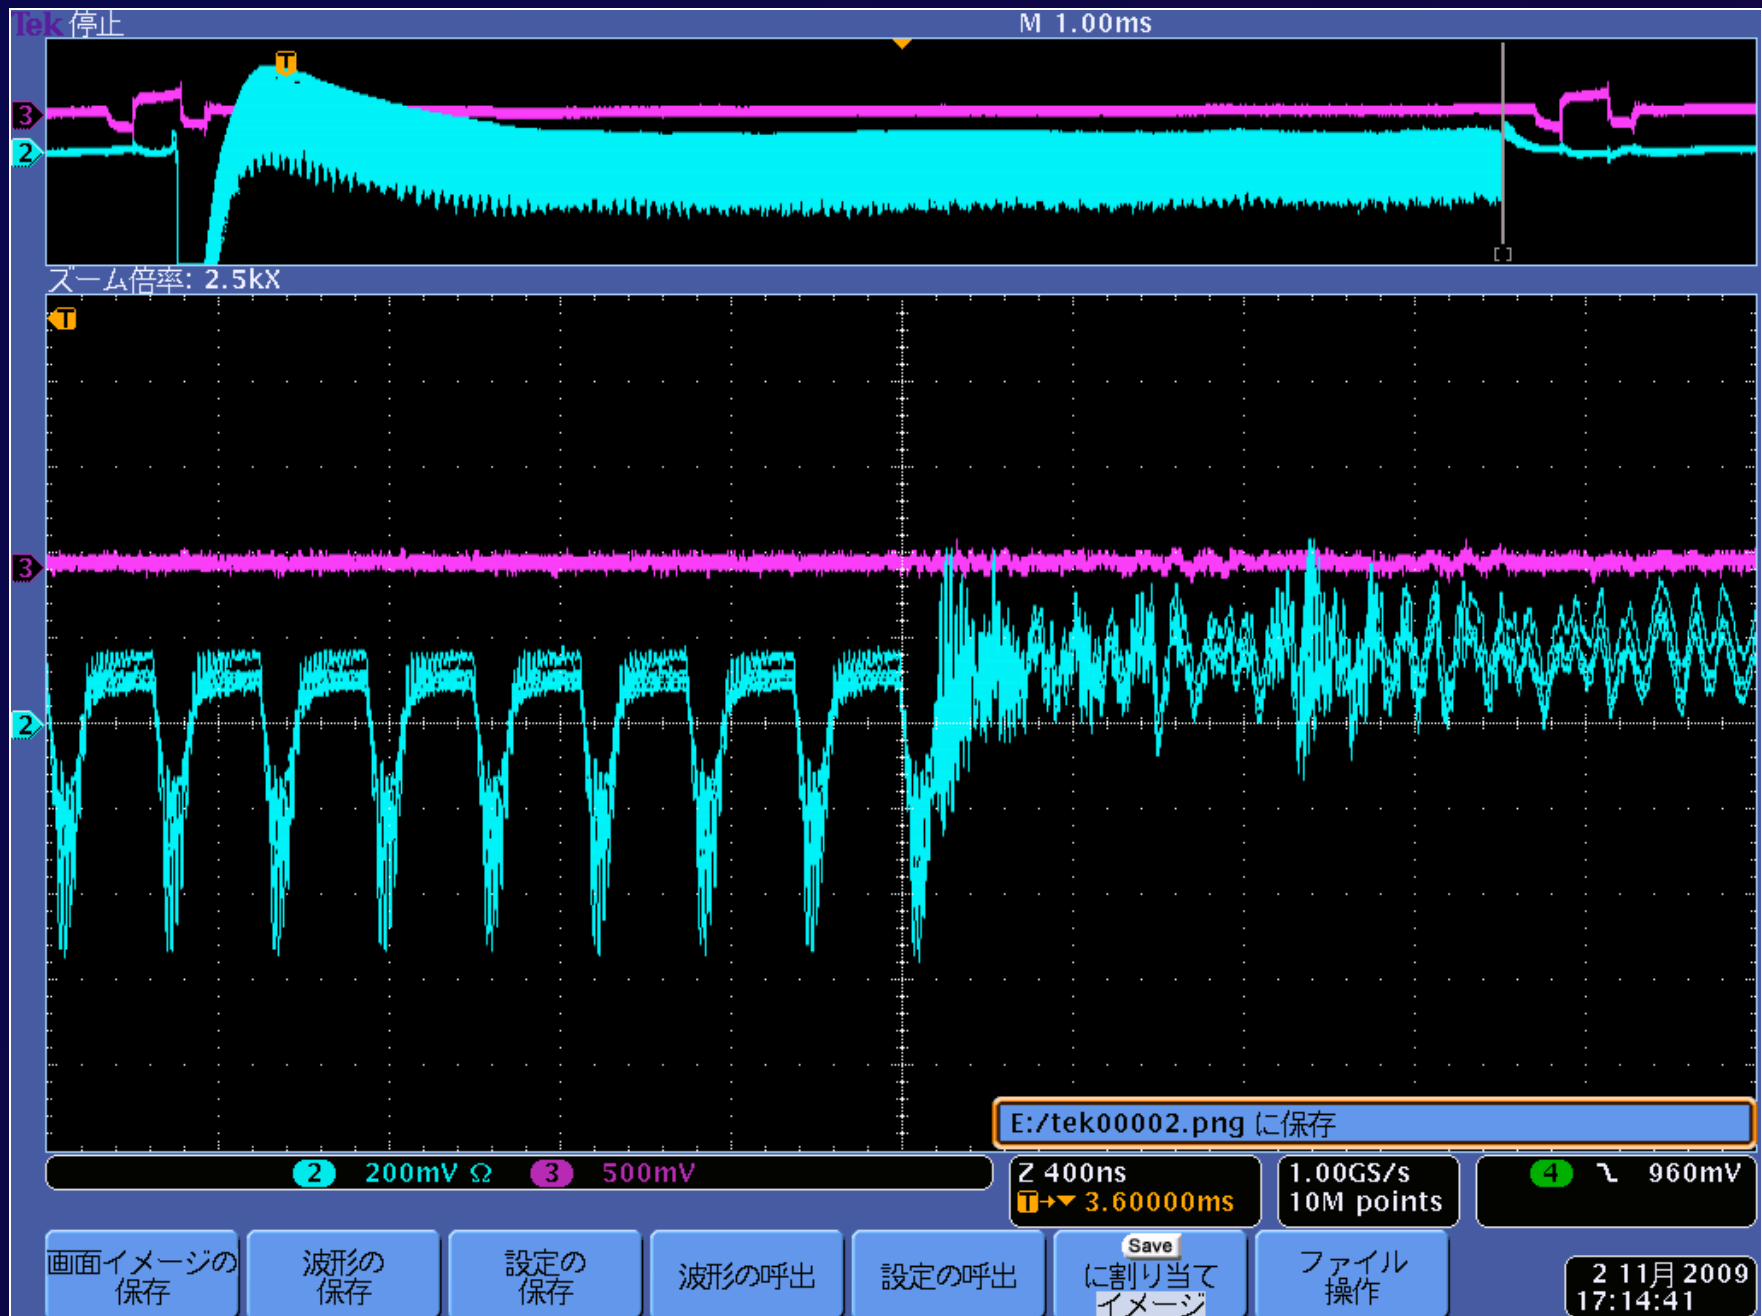 Tek 停止 M 1.00ms
T
3
2
ズーム倍率: 2.5kX
T
3
2
E:/tek00002.png に保存
2 200mV Ω 3 500mV
Z 400ns
T→▼ 3.60000ms
1.00GS/s
10M points
4 960mV
画面イメージの
保存
波形の
保存
設定の
保存
波形の呼出
設定の呼出
Save
に割り当て
イメージ
ファイル
操作
2 11月 2009
17:14:41